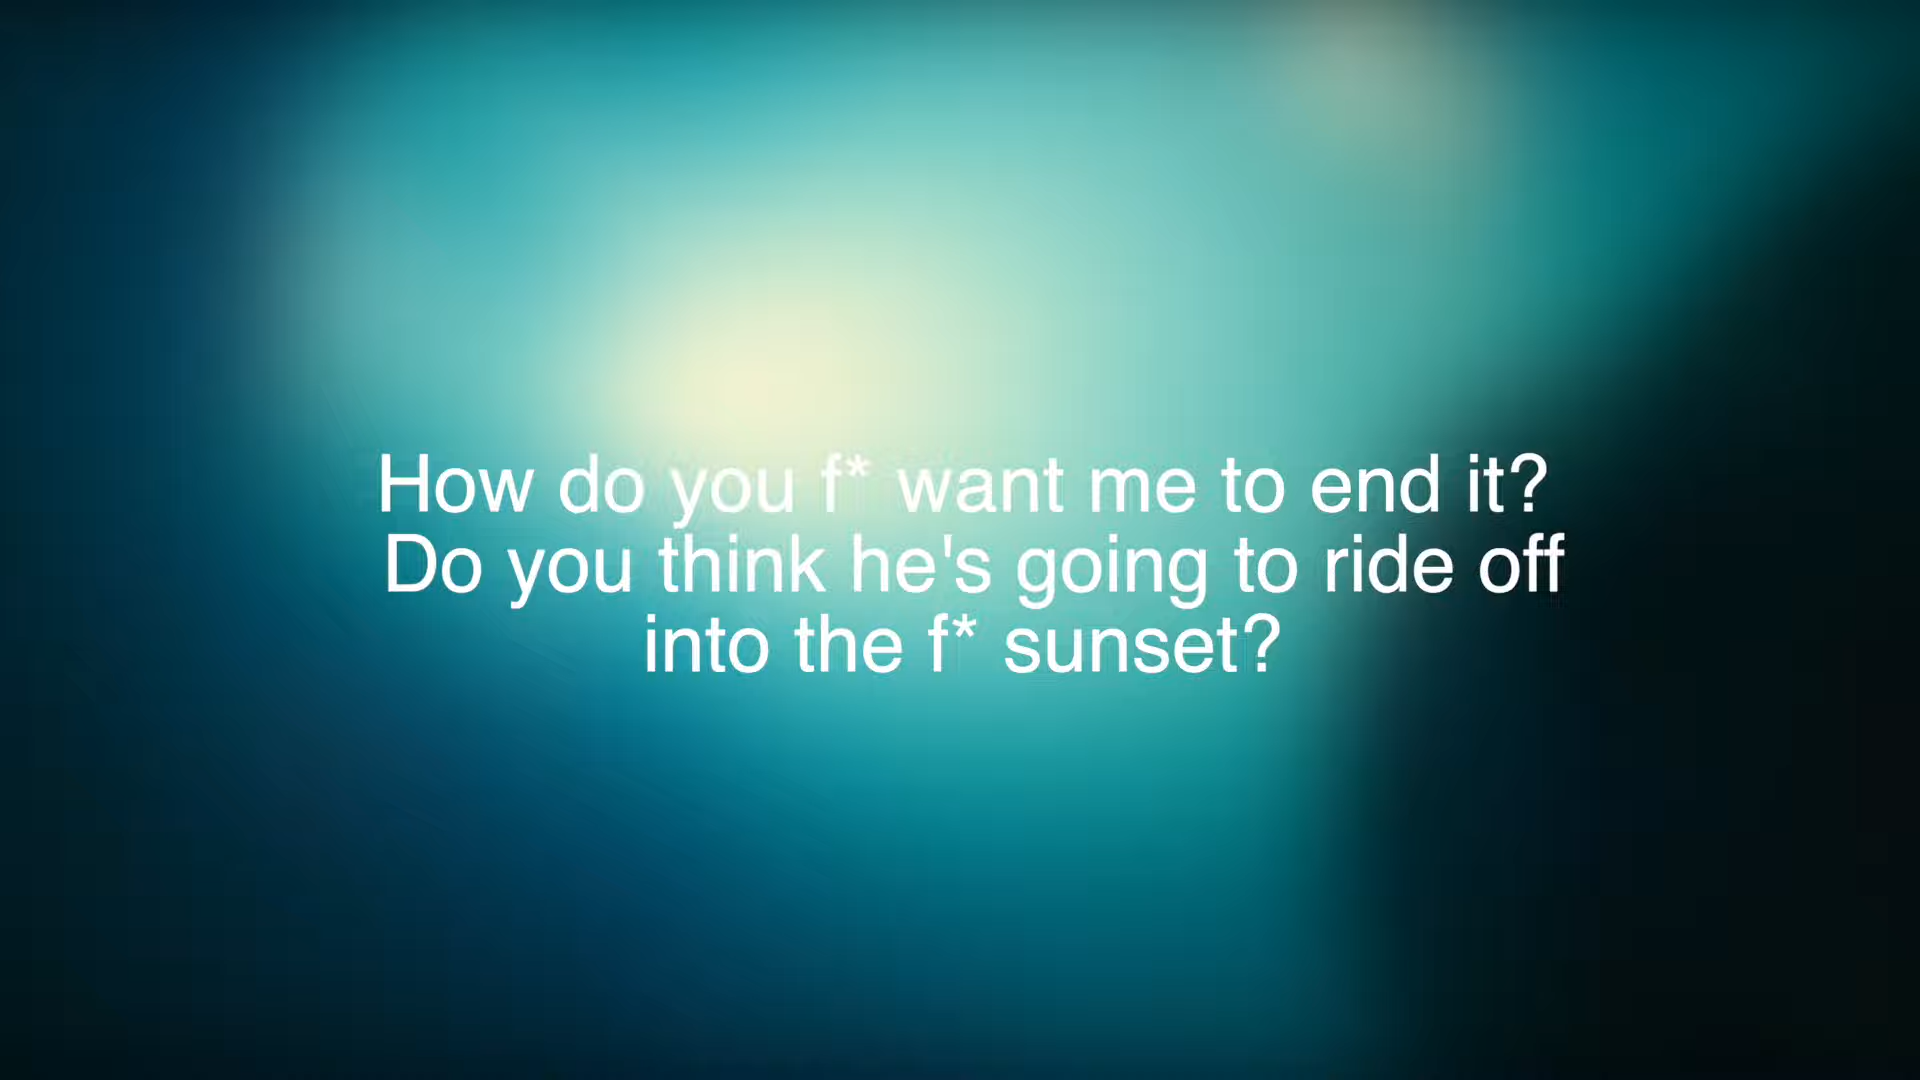 How do you f* want me to end it?
Do you think he's going to ride off
into the f* sunset?